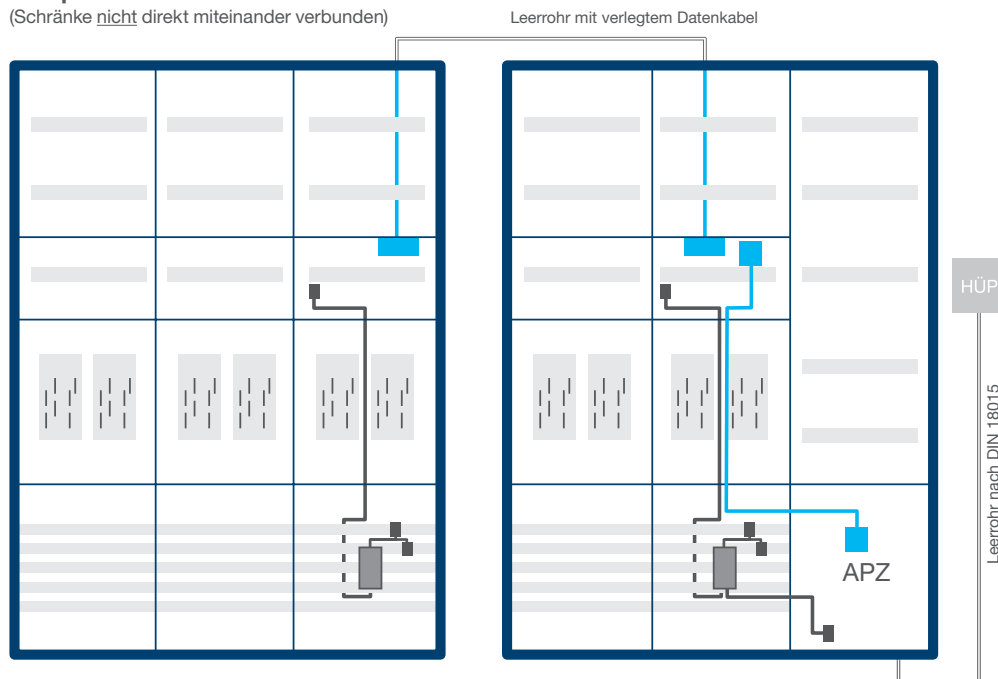 (Schränke nicht direkt miteinander verbunden)
Leerrohr mit verlegtem Datenkabel
HÜP
Leerrohr nach DIN 18015
APZ